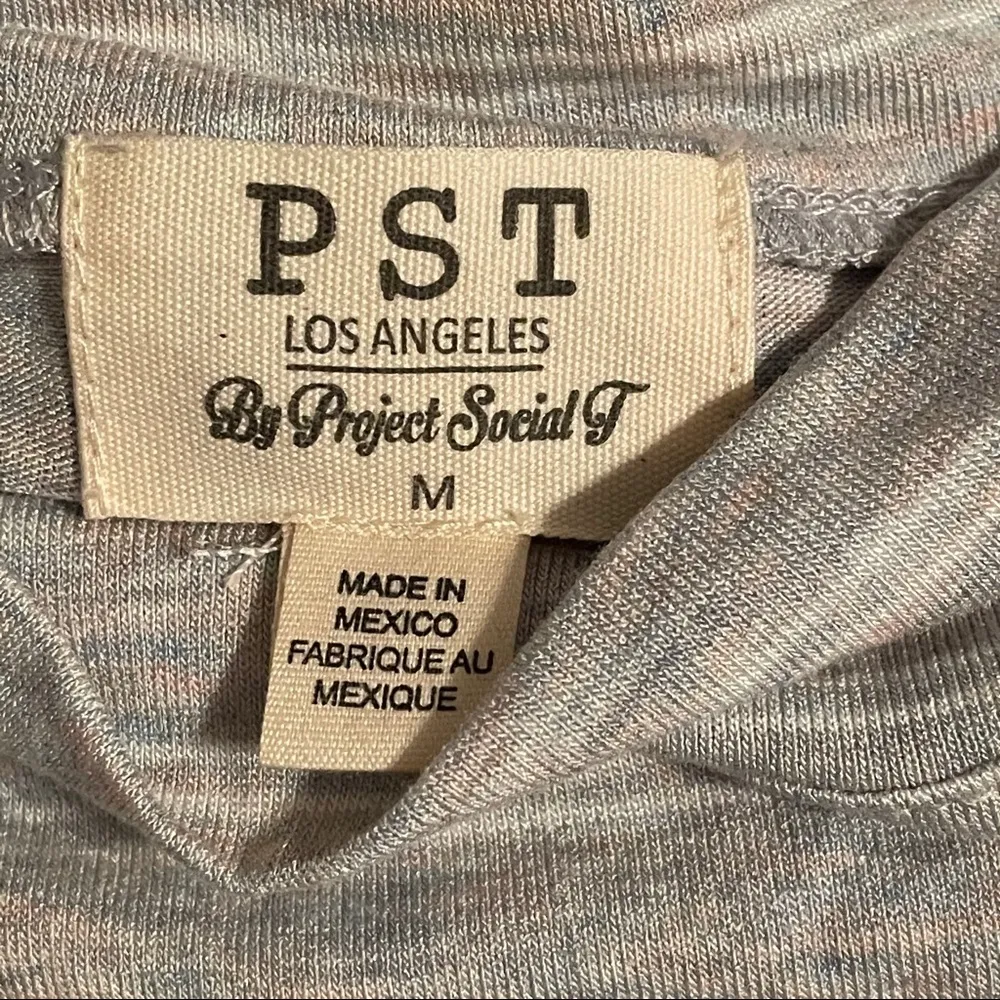 PST
LOS ANGELES
By Project Social T
M
MADE IN
MEXICO
FABRIQUE AU
MEXIQUE